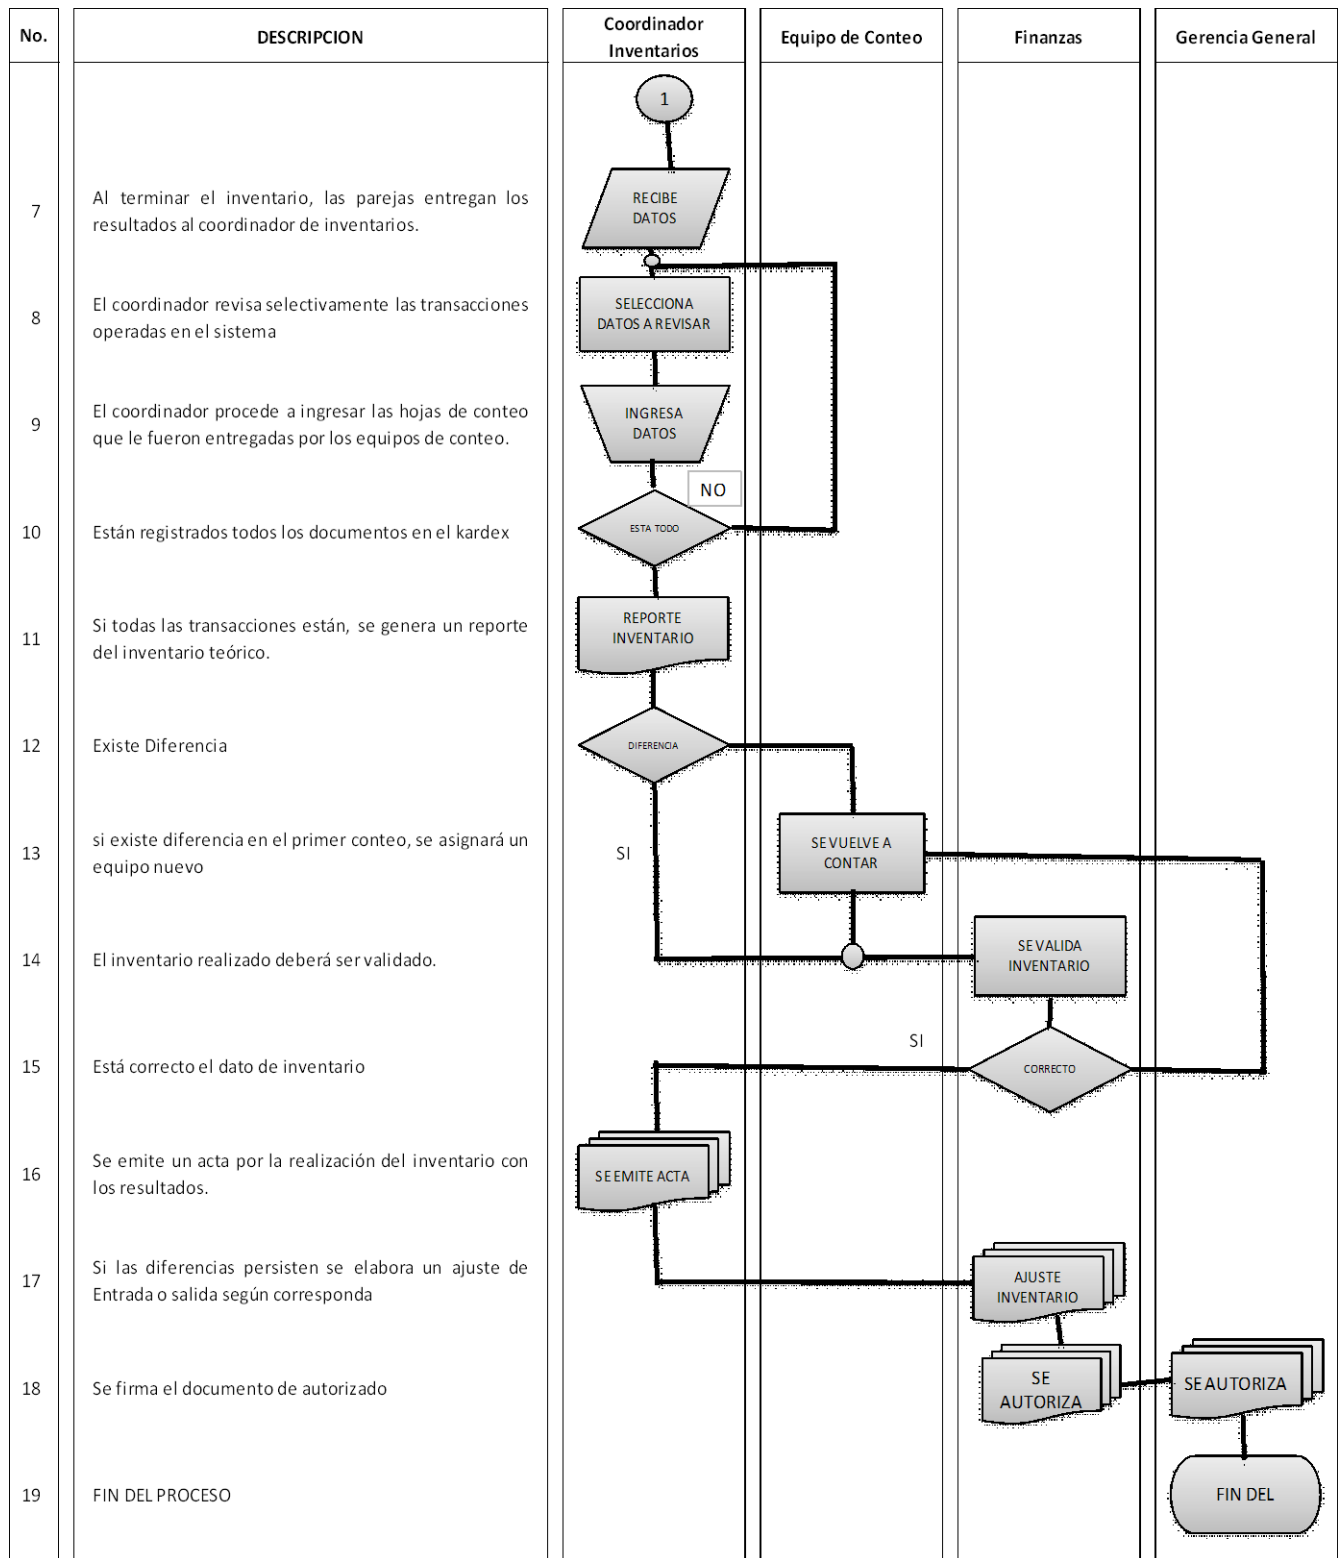 No.
DESCRIPCION
Coordinador
Inventarios
Equipo de Conteo
Finanzas
Gerencia General
1
7
Al terminar el inventario, las parejas entregan los
resultados al coordinador de inventarios.
RECIBE
DATOS
8
El coordinador revisa selectivamente las transacciones
operadas en el sistema
SELECCIONA
DATOS A REVISAR
9
El coordinador procede a ingresar las hojas de conteo
que le fueron entregadas por los equipos de conteo.
INGRESA
DATOS
NO
10
Están registrados todos los documentos en el kardex
ESTA TODO
11
Si todas las transacciones están, se genera un reporte
del inventario teórico.
REPORTE
INVENTARIO
12
Existe Diferencia
DIFERENCIA
13
si existe diferencia en el primer conteo, se asignará un
equipo nuevo
SI
SE VUELVE A
CONTAR
14
El inventario realizado deberá ser validado.
SE VALIDA
INVENTARIO
SI
15
Está correcto el dato de inventario
CORRECTO
16
Se emite un acta por la realización del inventario con
los resultados.
SE EMITE ACTA
17
Si las diferencias persisten se elabora un ajuste de
Entrada o salida según corresponda
AJUSTE
INVENTARIO
18
Se firma el documento de autorizado
SE
AUTORIZA
SE AUTORIZA
19
FIN DEL PROCESO
FIN DEL